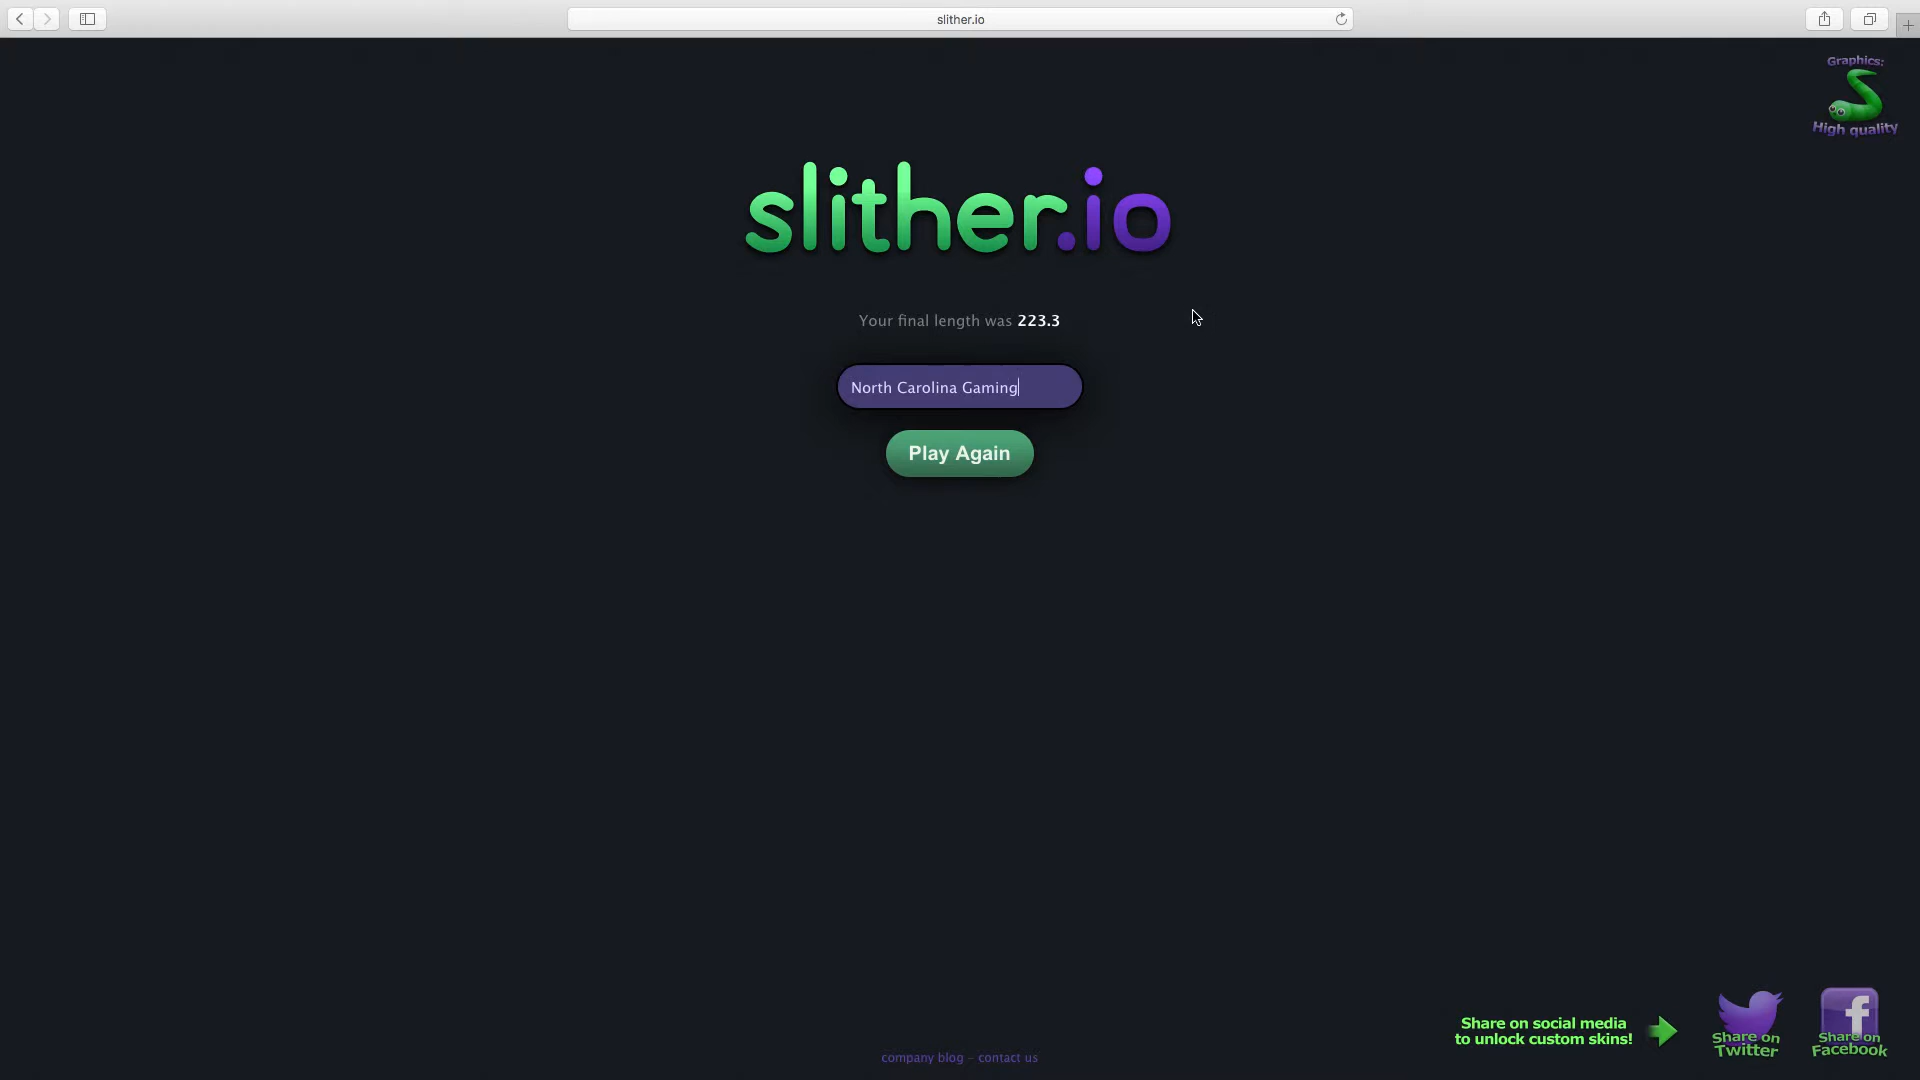 slither.io
Graphics:
High quality
slither.io
Your final length was 223.3
North Carolina Gaming
Play Again
Share on social media
to unlock custom skins!
Share on
Twitter
Share on
Facebook
company blog - contact us